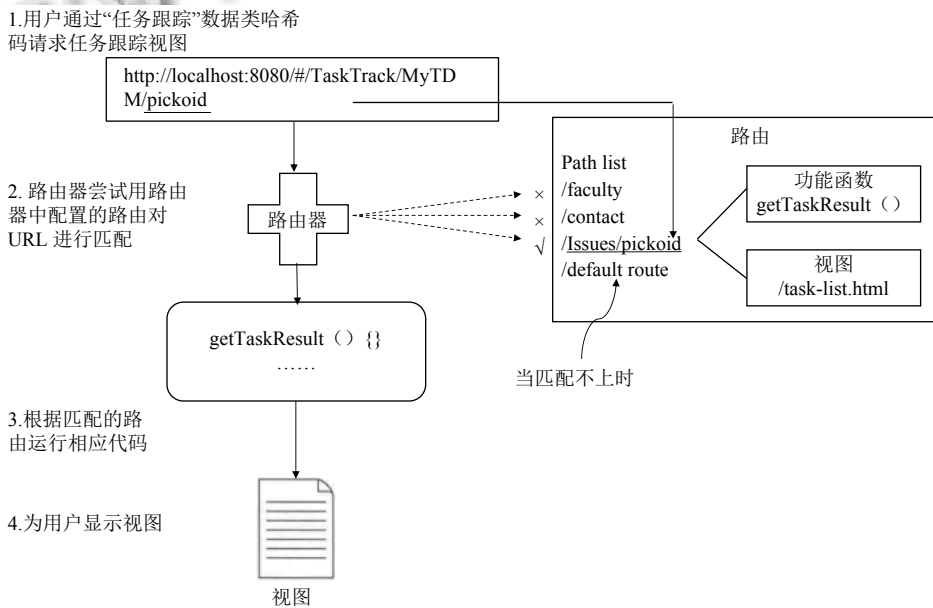 1.用户通过“任务跟踪”数据类哈希
码请求任务跟踪视图
http://localhost:8080/#/TaskTrack/MyTD
M/pickoid
2. 路由器尝试用路由
器中配置的路由对
URL 进行匹配
路由器
×
×
√
路由
Path list
/faculty
/contact
/Issues/pickoid
/default route
功能函数
getTaskResult（）
视图
/task-list.html
当匹配不上时
getTaskResult（）{}
……
3.根据匹配的路
由运行相应代码
4.为用户显示视图
视图